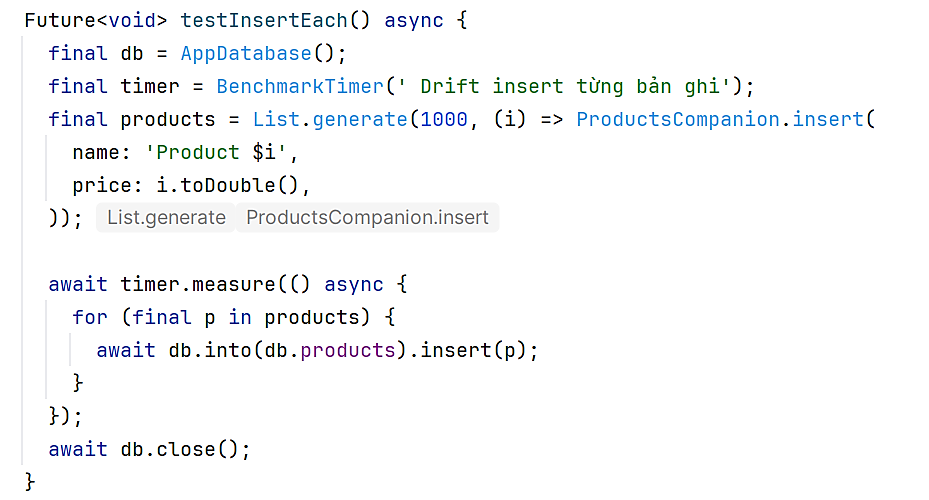 Future<void> testInsertEach() async {
  final db = AppDatabase();
  final timer = BenchmarkTimer(' Drift insert từng bản ghi');
  final products = List.generate(1000, (i) => ProductsCompanion.insert(
    name: 'Product $i',
    price: i.toDouble(),
  )); List.generate ProductsCompanion.insert
  await timer.measure(() async {
    for (final p in products) {
      await db.into(db.products).insert(p);
    }
  });
  await db.close();
}